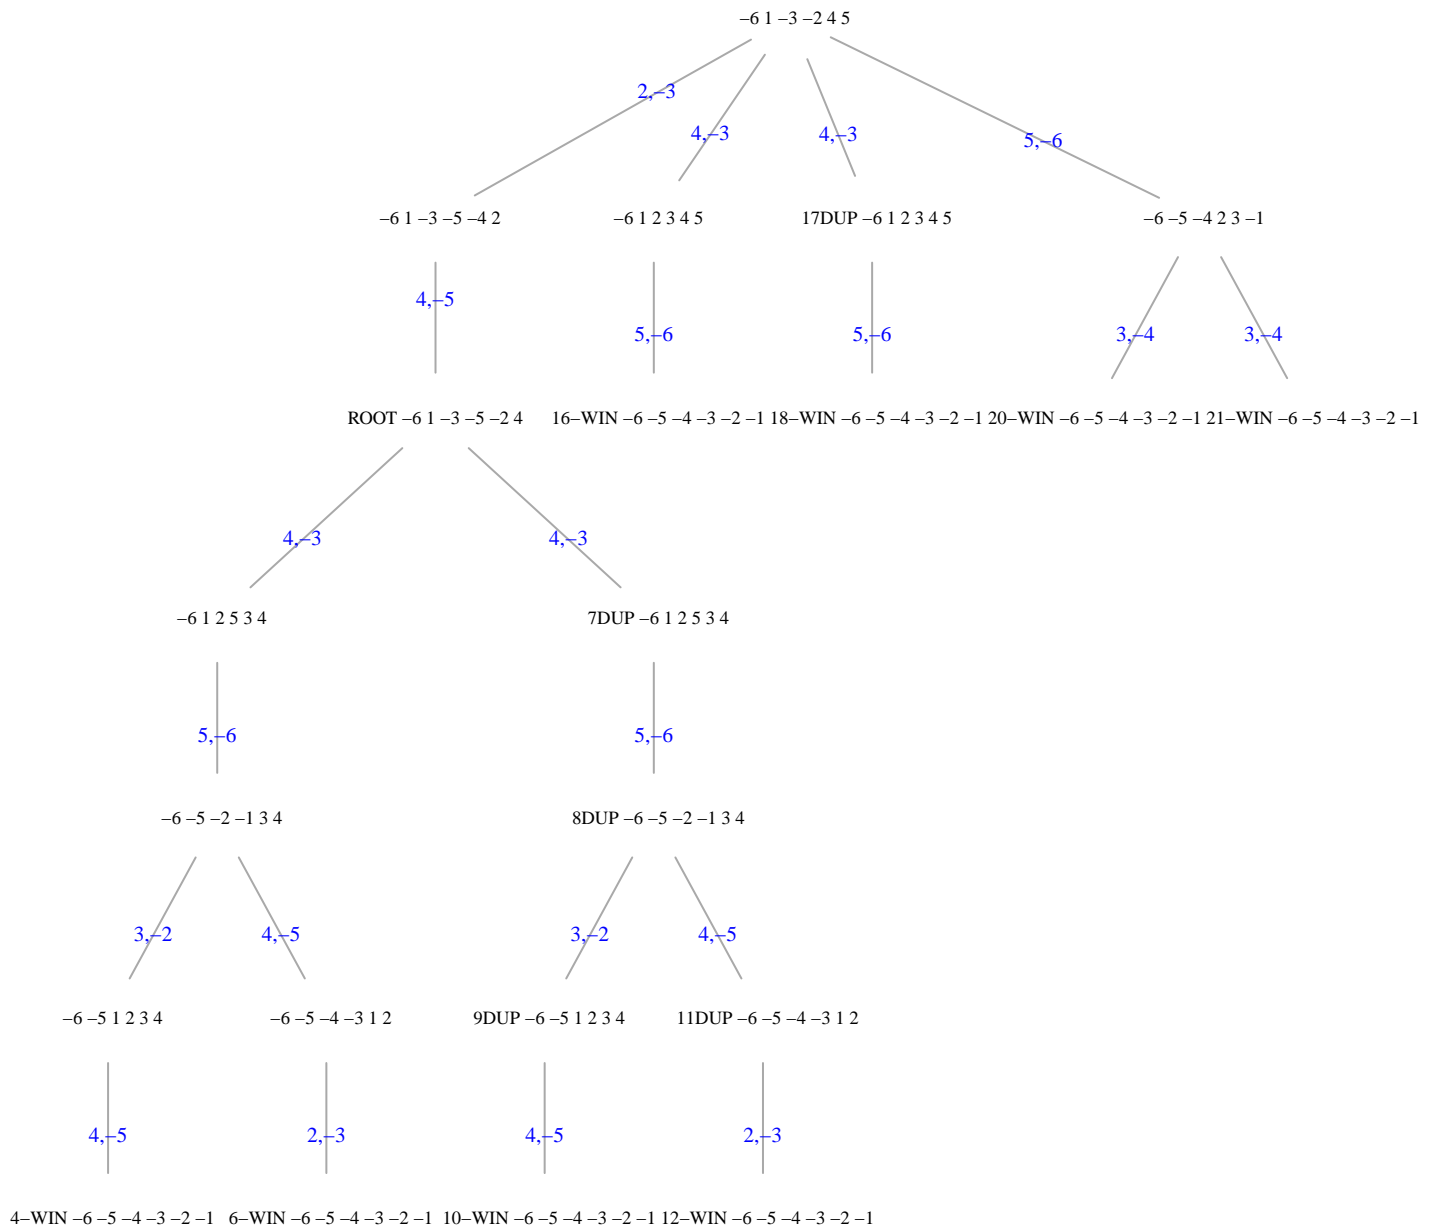 −6 1 −3 −2 4 5
2,−3
4,−3
4,−3
5,−6
−6 1 −3 −5 −4 2
−6 1 2 3 4 5
17DUP −6 1 2 3 4 5
−6 −5 −4 2 3 −1
4,−5
5,−6
5,−6
3,−4
3,−4
ROOT −6 1 −3 −5 −2 4
16−WIN −6 −5 −4 −3 −2 −1
18−WIN −6 −5 −4 −3 −2 −1
20−WIN −6 −5 −4 −3 −2 −1
21−WIN −6 −5 −4 −3 −2 −1
4,−3
4,−3
−6 1 2 5 3 4
7DUP −6 1 2 5 3 4
5,−6
5,−6
−6 −5 −2 −1 3 4
8DUP −6 −5 −2 −1 3 4
3,−2
4,−5
3,−2
4,−5
−6 −5 1 2 3 4
−6 −5 −4 −3 1 2
9DUP −6 −5 1 2 3 4
11DUP −6 −5 −4 −3 1 2
4,−5
2,−3
4,−5
2,−3
4−WIN −6 −5 −4 −3 −2 −1
6−WIN −6 −5 −4 −3 −2 −1
10−WIN −6 −5 −4 −3 −2 −1
12−WIN −6 −5 −4 −3 −2 −1